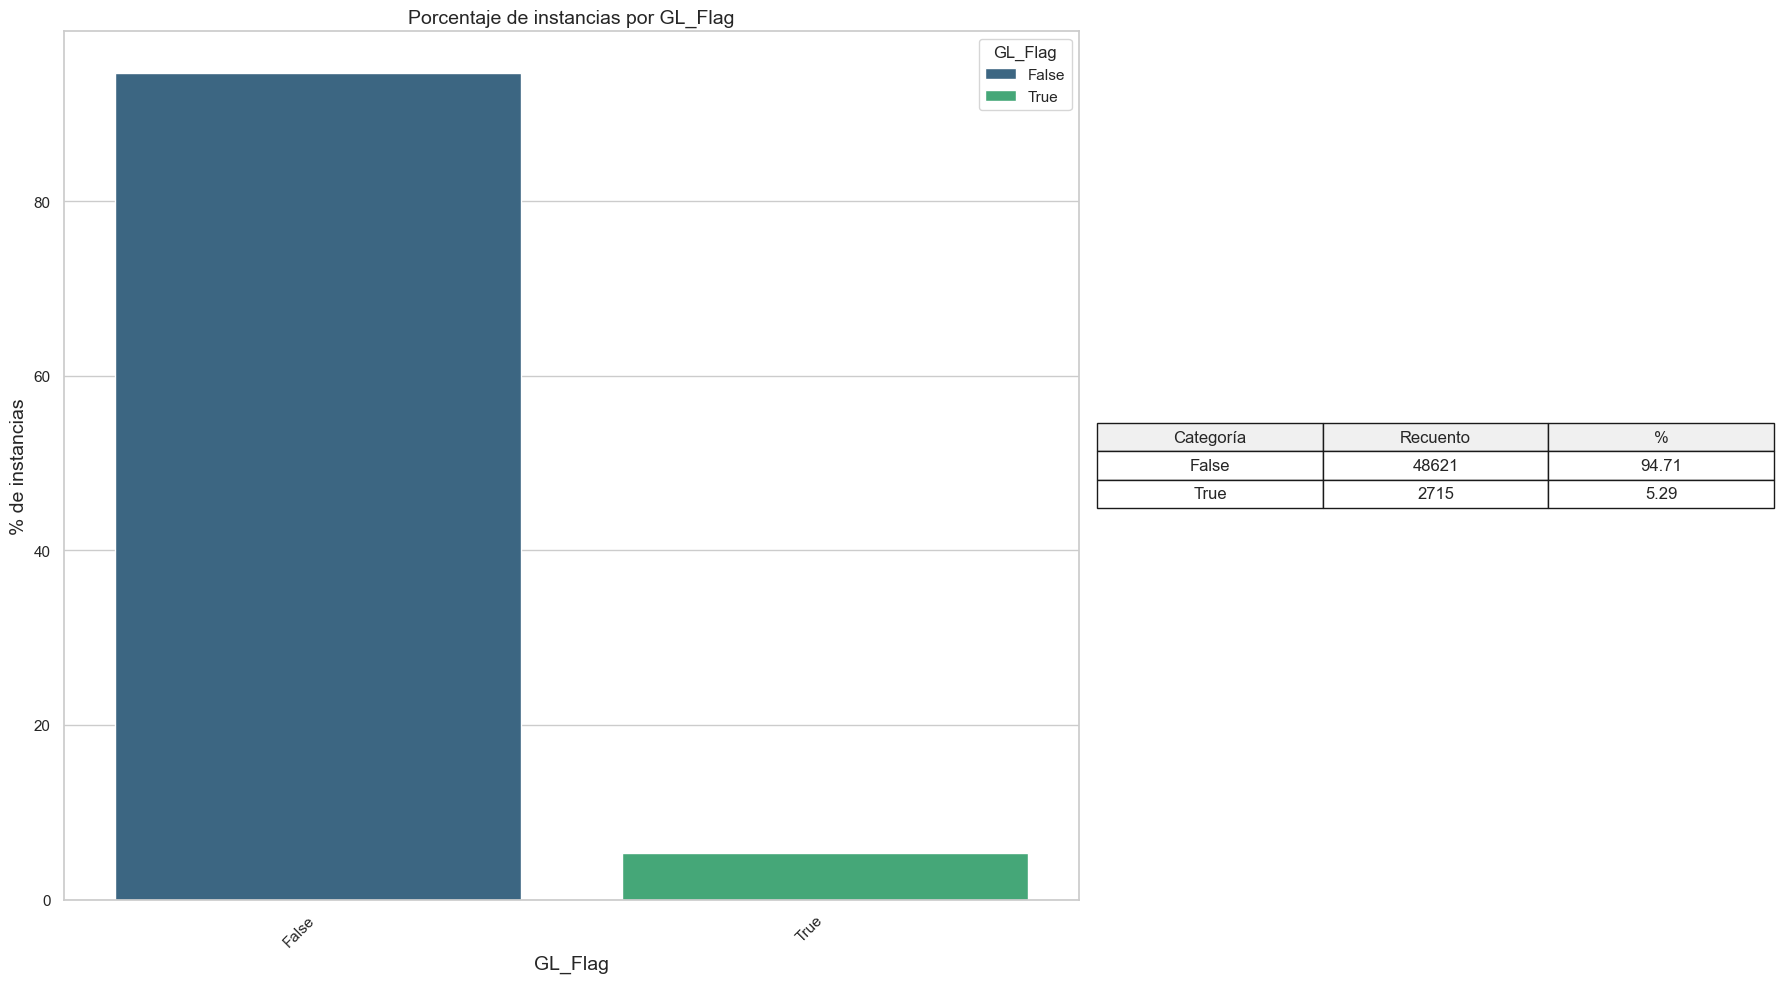 Porcentaje de instancias por GL_Flag
GL_Flag
False
True
80
60
40
20
0
% de instancias
False
True
GL_Flag
Categoría Recuento %
False 48621 94.71
True 2715 5.29